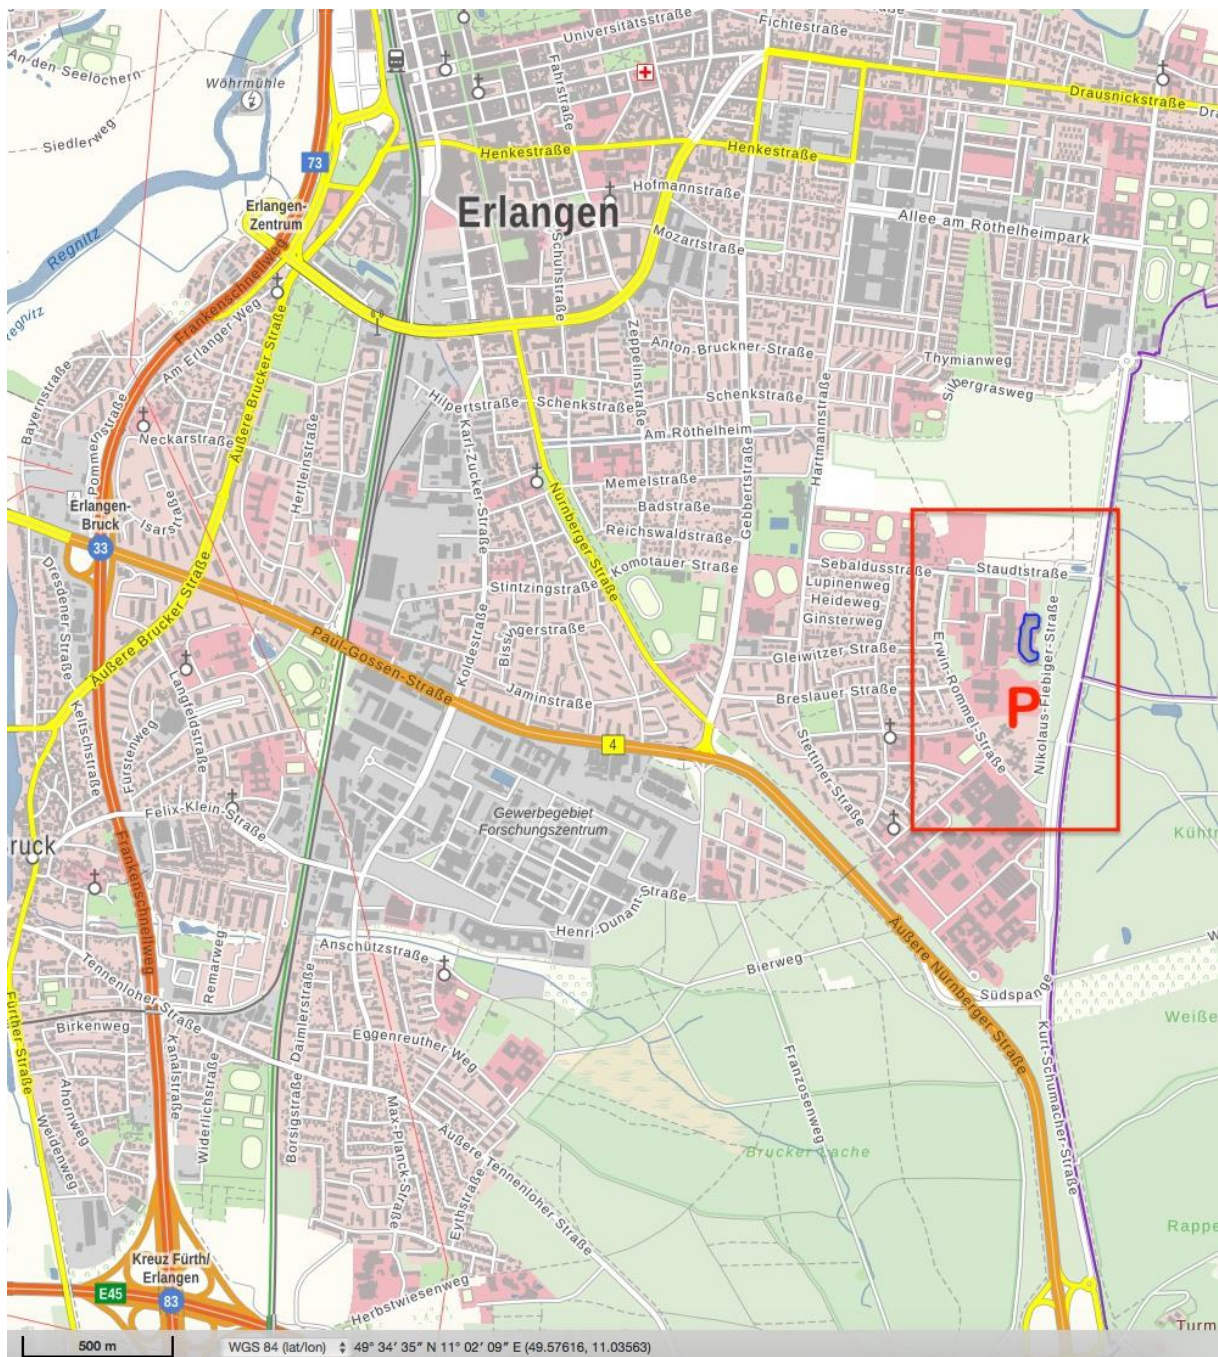 Fichtestraße
Universitätsstraße
An den Seelöchern
Wöhrmühle
Fahrstraße
Drausnickstraße
Siedlerweg
73
Henkestraße
Henkestraße
Hofmannstraße
Erlangen-
Zentrum
Erlangen
Allee am Röthelheimpark
Regnitz
Mozartstraße
Schuhstraße
Frankenschnellweg
Am Erlanger Weg
Zeppelinstraße
Anton-Bruckner-Straße
Thymianweg
Silbergrasweg
Bayernstraße
Äußere Brucker Straße
Hilpertstraße
Schenkstraße
Schenkstraße
Hartmannstraße
Pommernstraße
Neckarstraße
Am Röthelheim
Karl-Zucker-Straße
Hertleinstraße
Gebbertstraße
Memelstraße
Nürnberger Straße
Erlangen-
Bruck
Isarstraße
Badstraße
Reichswaldstraße
33
Komotauer-Straße
Sebaldusstraße
Staudtstraße
Dresdener Straße
Stintzingstraße
Lupinenweg
Heideweg
Ginsterweg
Äußere Brucker Straße
Paul-Gossen-Straße
Koldestraße
Gleiwitzer Straße
Erwin-Rommel-Straße
Nikolaus-Fiebiger-Straße
Langfeldstraße
Jaminstraße
Breslauer Straße
P
Keltschstraße
Fürstenweg
4
Stettiner-Straße
Felix-Klein-Straße
Gewerbegebiet
Forschungszentrum
ruck
Frankenschnellweg
Henri-Dunant-Straße
Äußere Nürnberger Straße
Anschützstraße
Bierweg
Tennenloher Straße
Remarweg
Südspange
Fürther Straße
Birkenweg
Kanalstraße
Daimlerstraße
Eggenreuther-Weg
Weiße
Franzosenweg
Kurt-Schumacher-Straße
Ahornweg
Widerlichstraße
Borsigstraße
Max-Planck-Straße
Weidenweg
Äußere Tennenloher Straße
Brucker Lache
Eythstraße
Rappe
Kreuz Fürth/
Erlangen
E45
83
Herbstwiesenweg
Turm
500 m
WGS 84 (lat/lon) 49° 34' 35" N 11° 02' 09" E (49.57616, 11.03563)